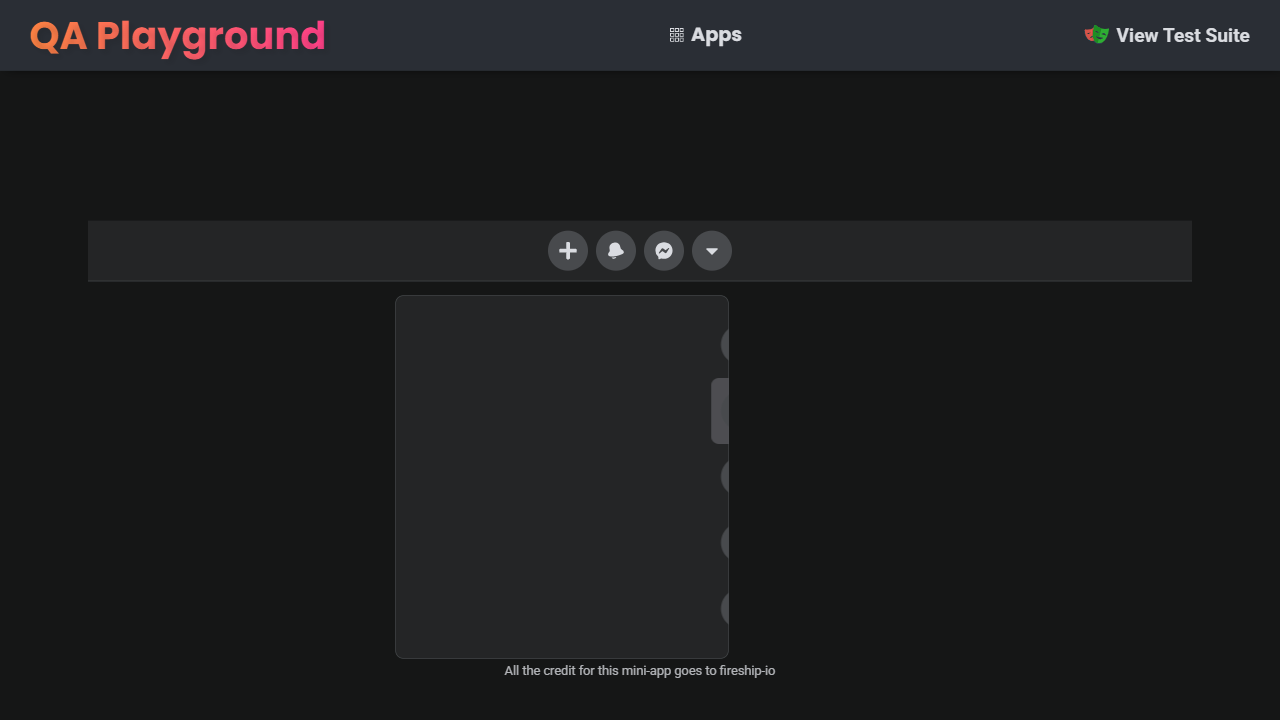 QA Playground
Apps
View Test Suite
All the credit for this mini-app goes to fireship-io